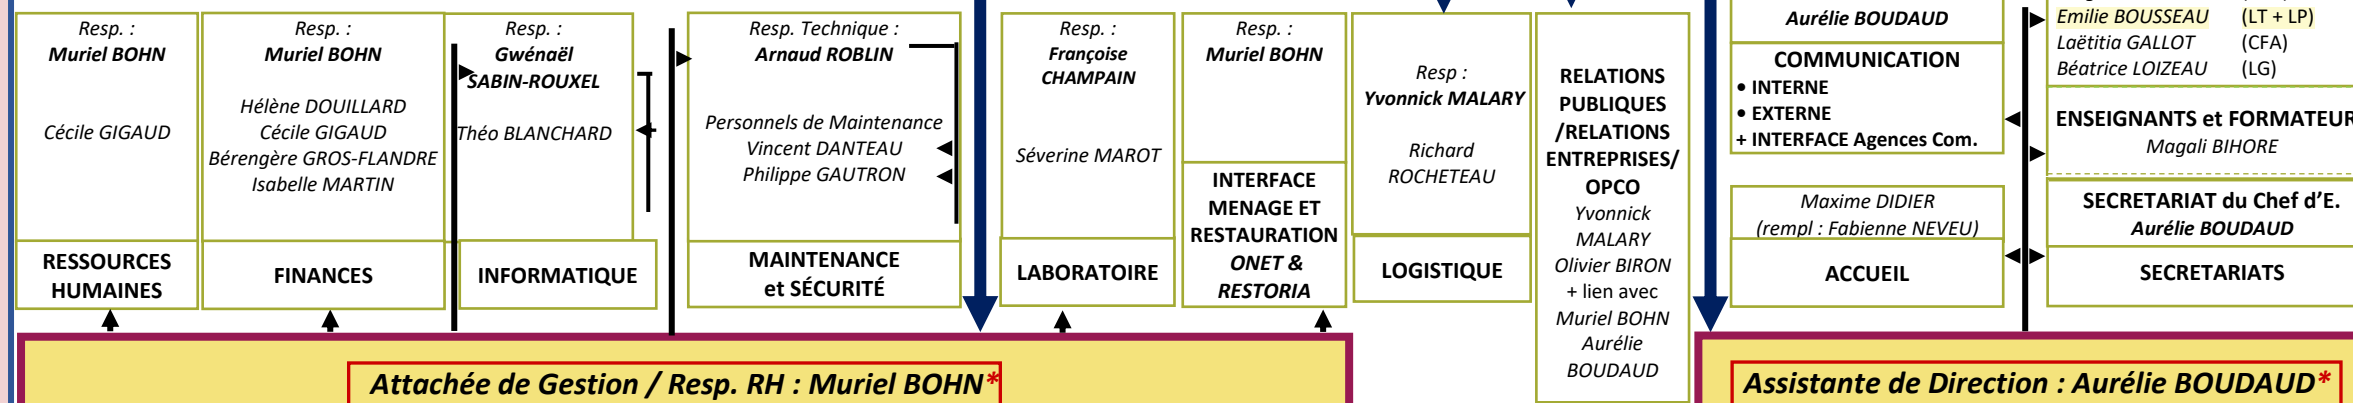 Resp. :
Muriel BOHN
Cécile GIGAUD
RESSOURCES
HUMAINES
Resp. :
Muriel BOHN
Hélène DOUILLARD
Cécile GIGAUD
Bérengère GROS-FLANDRE
Isabelle MARTIN
FINANCES
Resp. :
Gwénaël
SABIN-ROUXEL
Théo BLANCHARD
INFORMATIQUE
Resp. Technique :
Arnaud ROBLIN
Personnels de Maintenance
Vincent DANTEAU
Philippe GAUTRON
MAINTENANCE
et SÉCURITÉ
Resp. :
Françoise
CHAMPAIN
Séverine MAROT
LABORATOIRE
Resp. :
Muriel BOHN
INTERFACE
MENAGE ET
RESTAURATION
ONET &
RESTORIA
Resp :
Yvonnick MALARY
Richard
ROCHETEAU
LOGISTIQUE
RELATIONS
PUBLIQUES
/RELATIONS
ENTREPRISES/
OPCO
Yvonnick
MALARY
Olivier BIRON
+ lien avec
Muriel BOHN
Aurélie
BOUDAUD
Aurélie BOUDAUD
COMMUNICATION
• INTERNE
• EXTERNE
+ INTERFACE Agences Com.
Maxime DIDIER
(rempl : Fabienne NEVEU)
ACCUEIL
Emilie BOUSSEAU (LT + LP)
Laëtitia GALLOT (CFA)
Béatrice LOIZEAU (LG)
ENSEIGNANTS et FORMATEUR
Magali BIHORE
SECRETARIAT du Chef d'E.
Aurélie BOUDAUD
SECRETARIATS
Attachée de Gestion / Resp. RH : Muriel BOHN*
Assistante de Direction : Aurélie BOUDAUD*